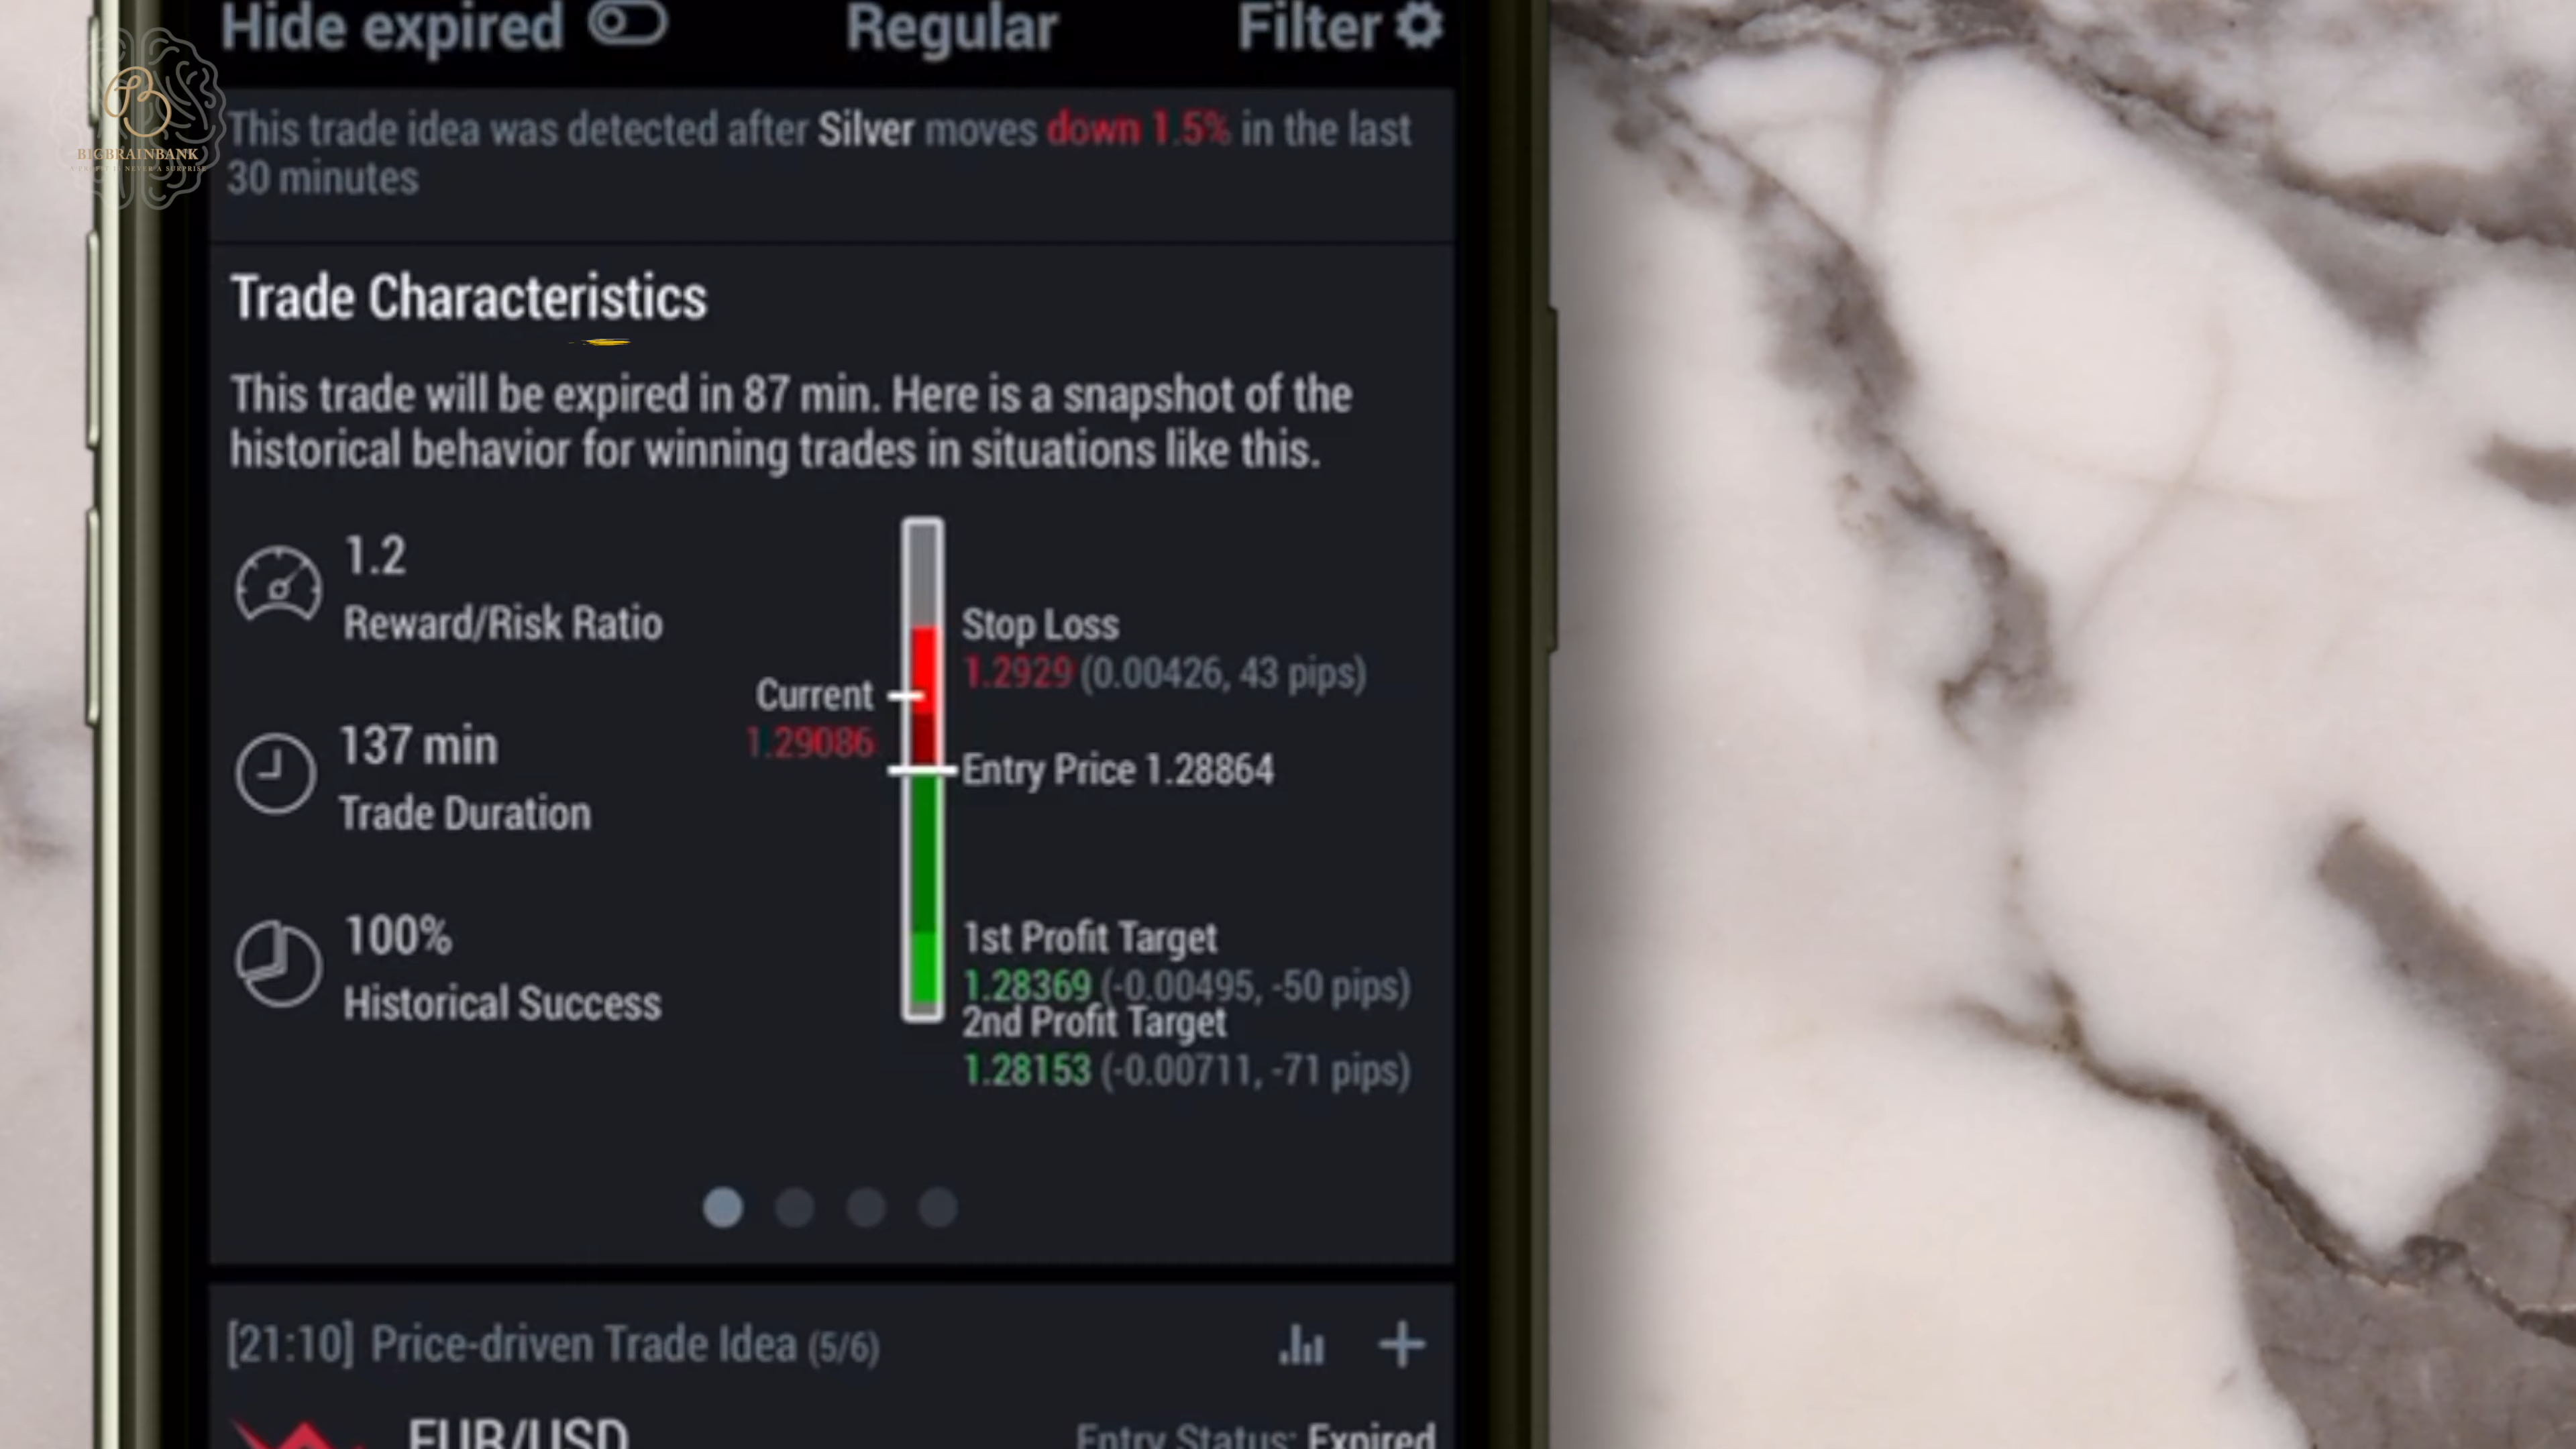 Hide expired Regular Filter
BIGBRAINBANK
This trade idea was detected after Silver moves down 1.5% in the last
30 minutes
Trade Characteristics
This trade will be expired in 87 min. Here is a snapshot of the
historical behavior for winning trades in situations like this.
1.2
Reward/Risk Ratio
137 min
Trade Duration
100%
Historical Success
Current
1.29086
Stop Loss
1.2929 (0.00426, 43 pips)
Entry Price 1.28864
1st Profit Target
1.28369 (-0.00495, -50 pips)
2nd Profit Target
1.28153 (-0.00711, -71 pips)
[21:10] Price-driven Trade Idea (5/6)
EUR/USD
Entry Status: Expired